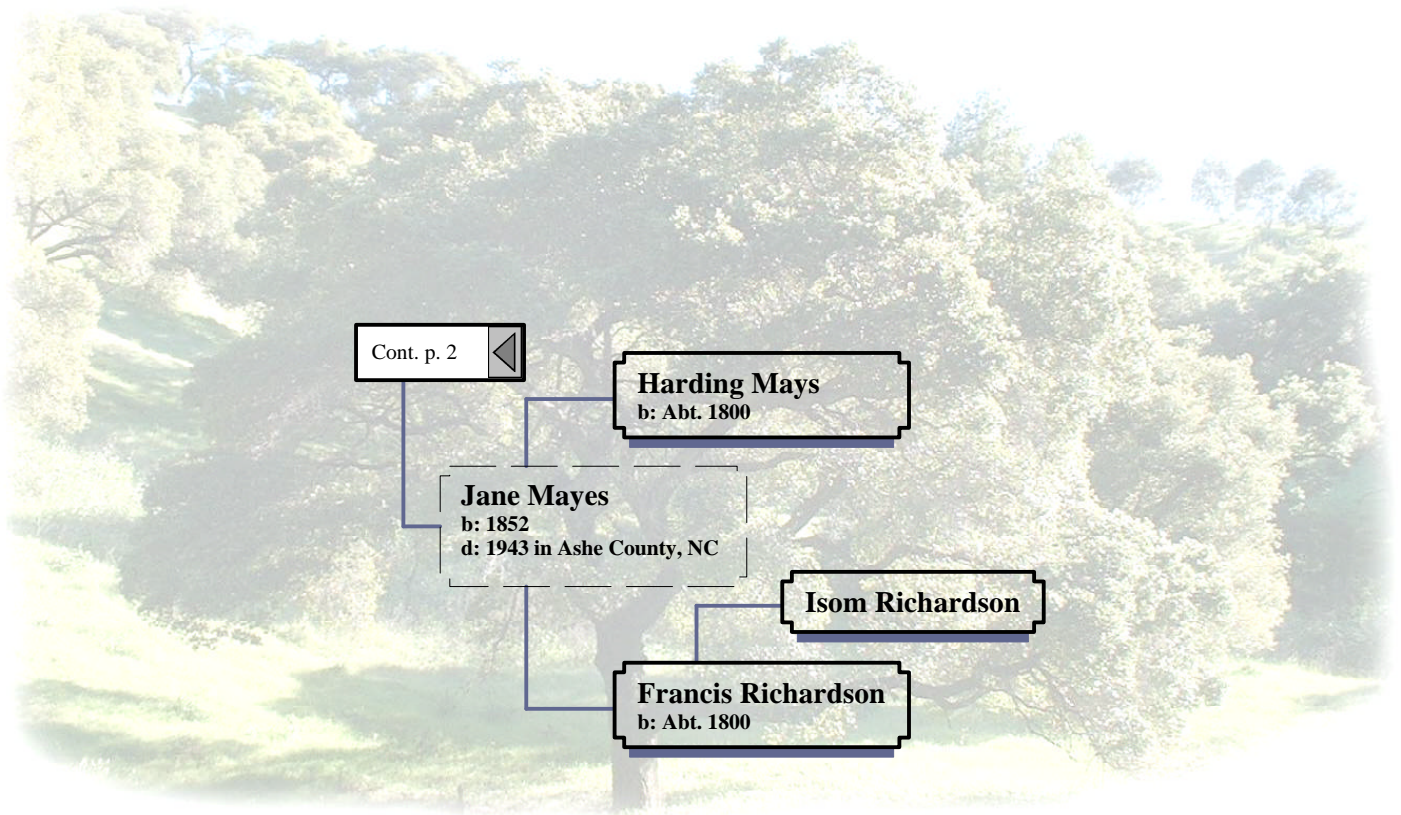 Cont. p. 2
Harding Mays
b: Abt. 1800
Jane Mayes
b: 1852
d: 1943 in Ashe County, NC
Isom Richardson
Francis Richardson
b: Abt. 1800